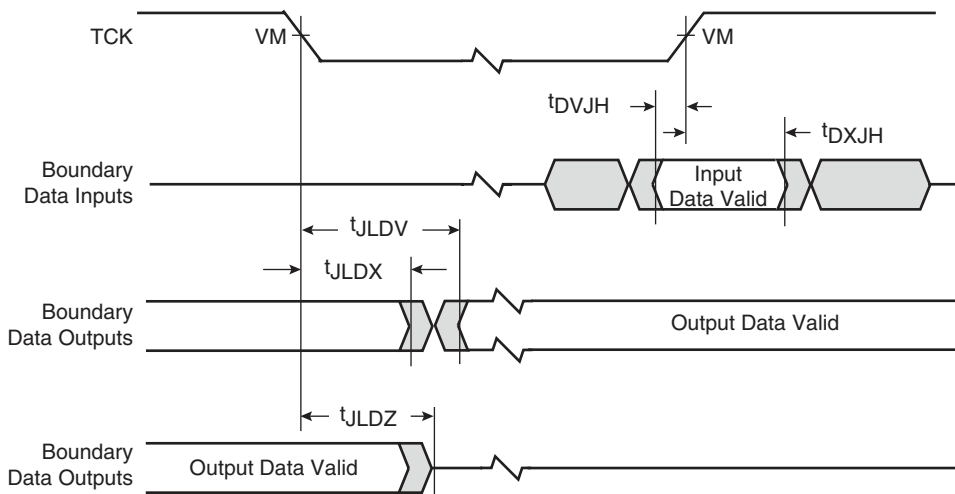 TCK
VM
VM
tDVJH
tDXJH
Boundary
Data Inputs
Input
Data Valid
tJLDV
tJLDX
Boundary
Data Outputs
Output Data Valid
tJLDZ
Boundary
Data Outputs
Output Data Valid